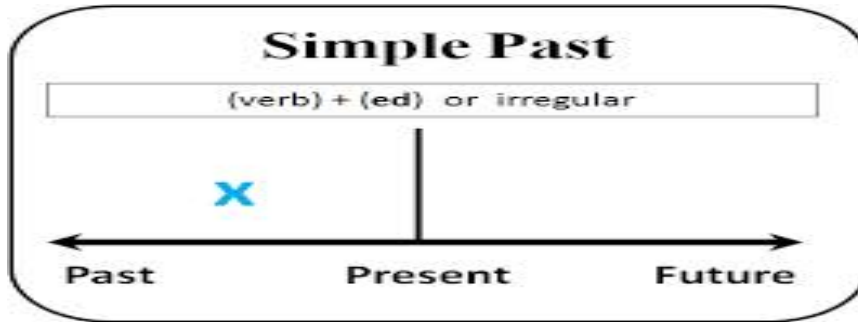 Simple Past
(verb) + (ed) or irregular
X
Past Present Future